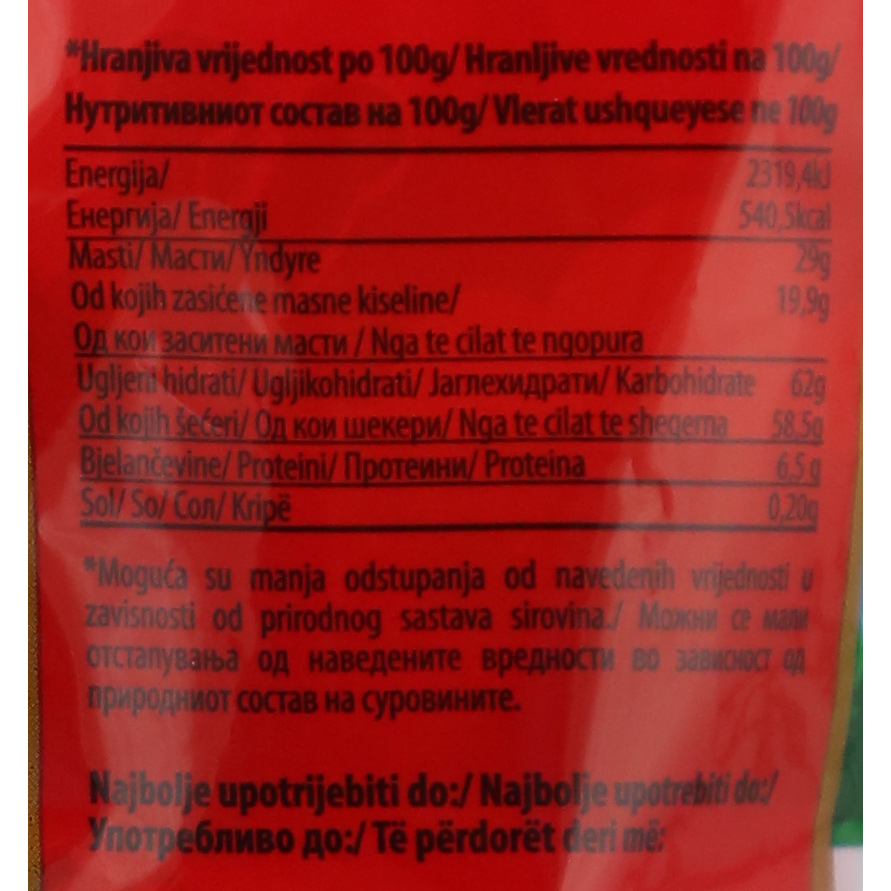 *Hranjiva vrijednost po 100g/ Hranljive vrednosti na 100g/
Нутритивниот состав на 100g/ Vlerat ushqueyese ne 100g
Energija/ 2319,4kJ
Енергија/ Energji 540,5kcal
Masti/ Масти/ Yndyre 29g
Od kojih zasićene masne kiseline/ 19,9g
Од кои заситени масти / Nga te cilat te ngopura
Ugljeni hidrati/ Ugljikohidrati/ Јаглехидрати/ Karbohidrate 62g
Od kojih šećeri/ Од кои шекери/ Nga te cilat te sheqerna 58,5g
Bjelančevine/ Proteini/ Протеини/ Proteina 6,5 g
Sol/ So/ Сол/ Kripë 0,20g
*Moguća su manja odstupanja od navedenih vrijednosti u
zavisnosti od prirodnog sastava sirovina./ Можни се мали
отстапувања од наведените вредности во зависност од
природниот состав на суровините.
Najbolje upotrijebiti do:/ Najbolje upotrebiti do:/
Употребливо до:/ Të përdorët deri më: